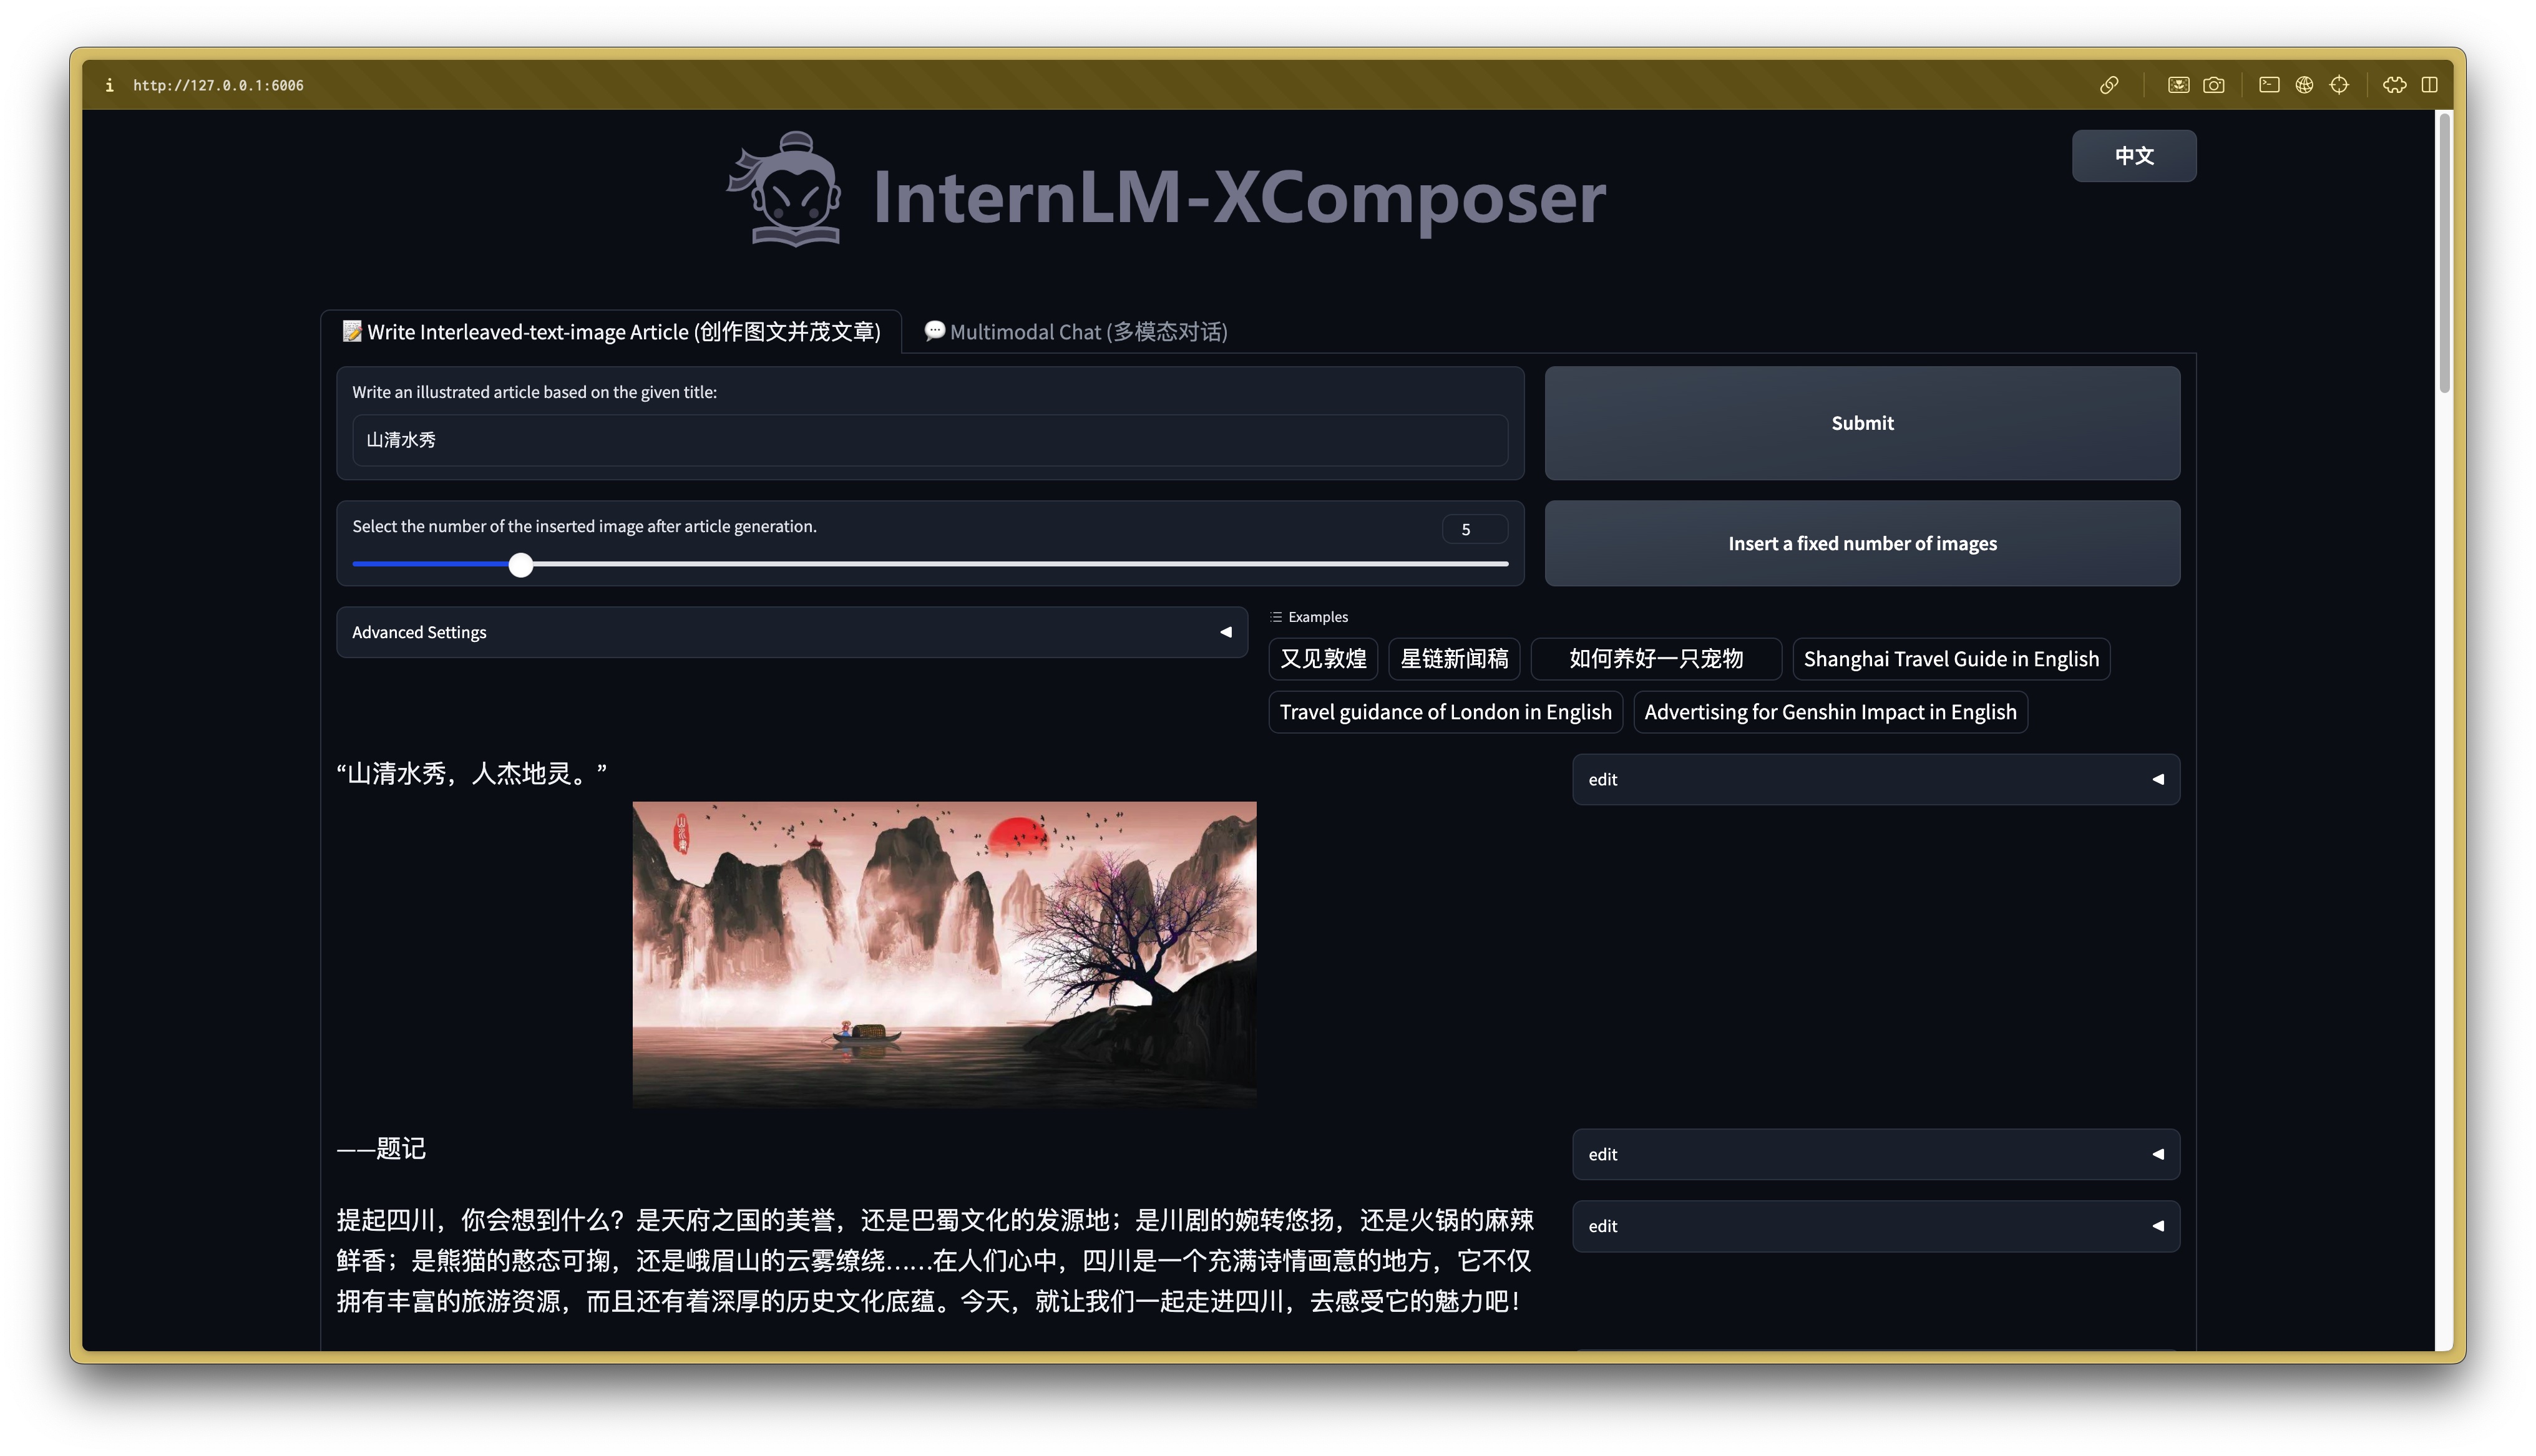 http://127.0.0.1:6006
中文
InternLM-XComposer
Write Interleaved-text-image Article (创作图文并茂文章)
Multimodal Chat (多模态对话)
Write an illustrated article based on the given title:
山清水秀
Submit
Select the number of the inserted image after article generation.
5
Insert a fixed number of images
Advanced Settings
Examples
又见敦煌
星链新闻稿
如何养好一只宠物
Shanghai Travel Guide in English
Travel guidance of London in English
Advertising for Genshin Impact in English
“山清水秀，人杰地灵。”
edit
——题记
edit
提起四川，你会想到什么？是天府之国的美誉，还是巴蜀文化的发源地；是川剧的婉转悠扬，还是火锅的麻辣
鲜香；是熊猫的憨态可掬，还是峨眉山的云雾缭绕……在人们心中，四川是一个充满诗情画意的地方，它不仅
拥有丰富的旅游资源，而且还有着深厚的历史文化底蕴。今天，就让我们一起走进四川，去感受它的魅力吧！
edit